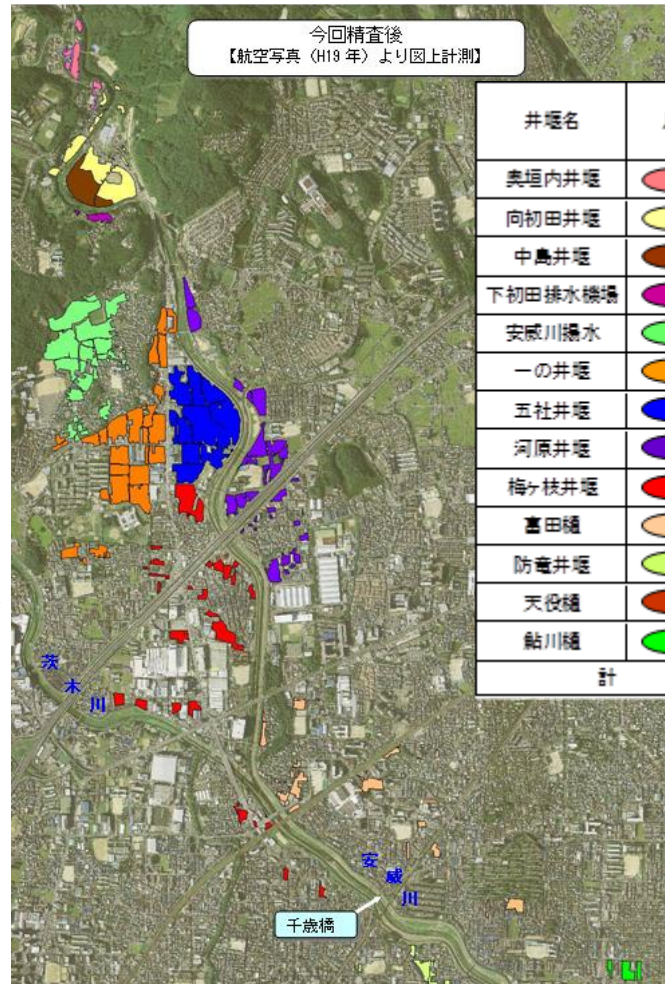 今回精査後
【航空写真（H19年）より図上計測】
井堰名
奥垣内井堰
向初田井堰
中島井堰
下初田排水機場
安威川揚水
一の井堰
五社井堰
河原井堰
梅ヶ枝井堰
富田樋
防竜井堰
天役樋
鮎川樋
計
茨木川
安威川
千歳橋